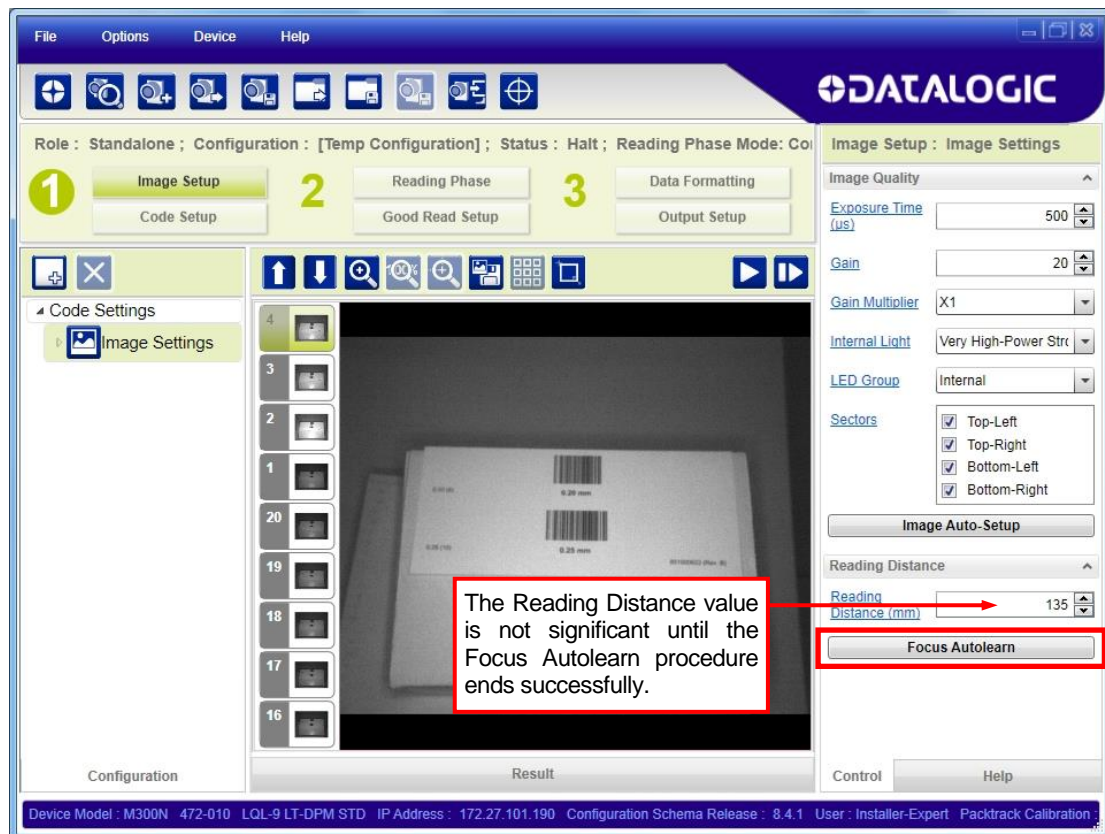 File Options Device Help
DATALOGIC
Role : Standalone ; Configuration : [Temp Configuration] ; Status : Halt ; Reading Phase Mode: Co
Image Setup : Image Settings
1
Image Setup
Code Setup
2
Reading Phase
Good Read Setup
3
Data Formatting
Output Setup
Code Settings
Image Settings
Configuration
4
3
2
1
20
19
18
17
16
0.20 mm
0.25 mm
The Reading Distance value
is not significant until the
Focus Autolearn procedure
ends successfully.
Result
Image Quality
Exposure Time
(us)
500
Gain
20
Gain Multiplier
X1
Internal Light
Very High-Power Strc
LED Group
Internal
Sectors
Top-Left
Top-Right
Bottom-Left
Bottom-Right
Image Auto-Setup
Reading Distance
Reading
Distance (mm)
135
Focus Autolearn
Control Help
Device Model : M300N 472-010 LQL-9 LT-DPM STD IP Address : 172.27.101.190 Configuration Schema Release : 8.4.1 User : Installer-Expert Packtrack Calibration :